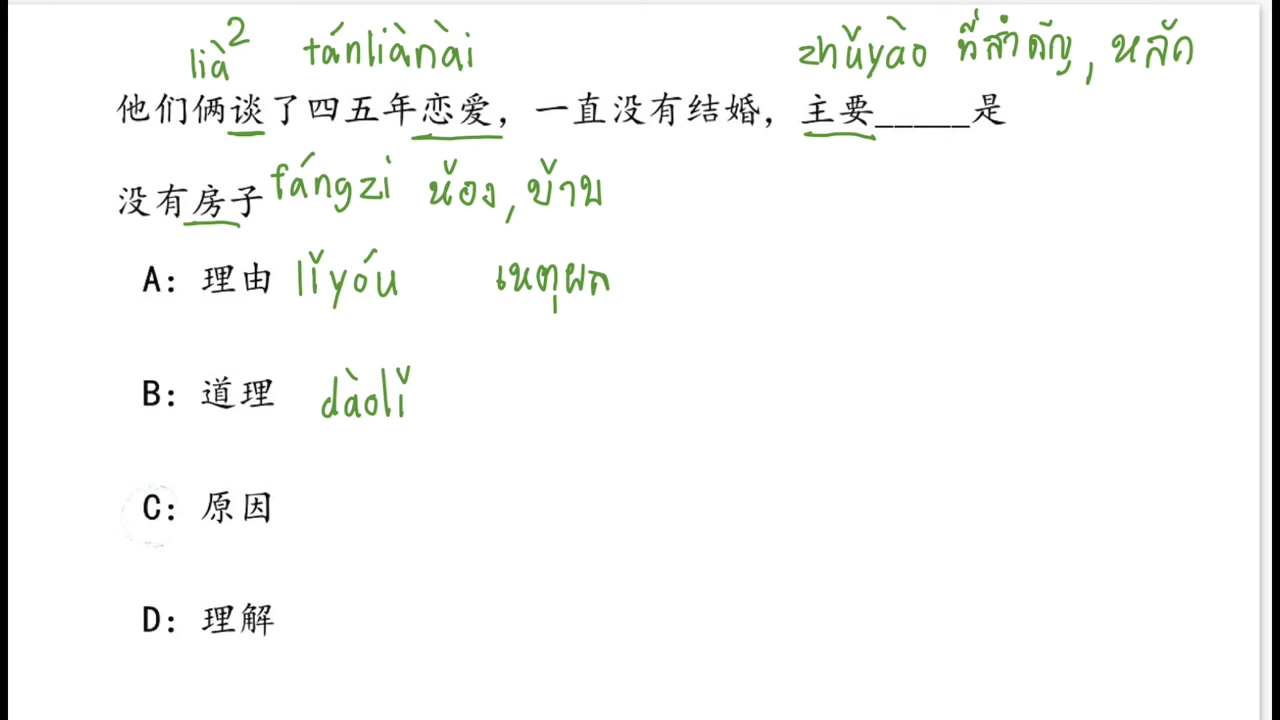 liǎ 2 tánliàn'ài zhǔyào ที่สำคัญ, หลัก
他们俩谈了四五年恋爱，一直没有结婚，主要_____是
没有房子 fángzi ห้อง, บ้าน
A: 理由 lǐyóu เหตุผล
B: 道理 dàolǐ
C: 原因
D: 理解